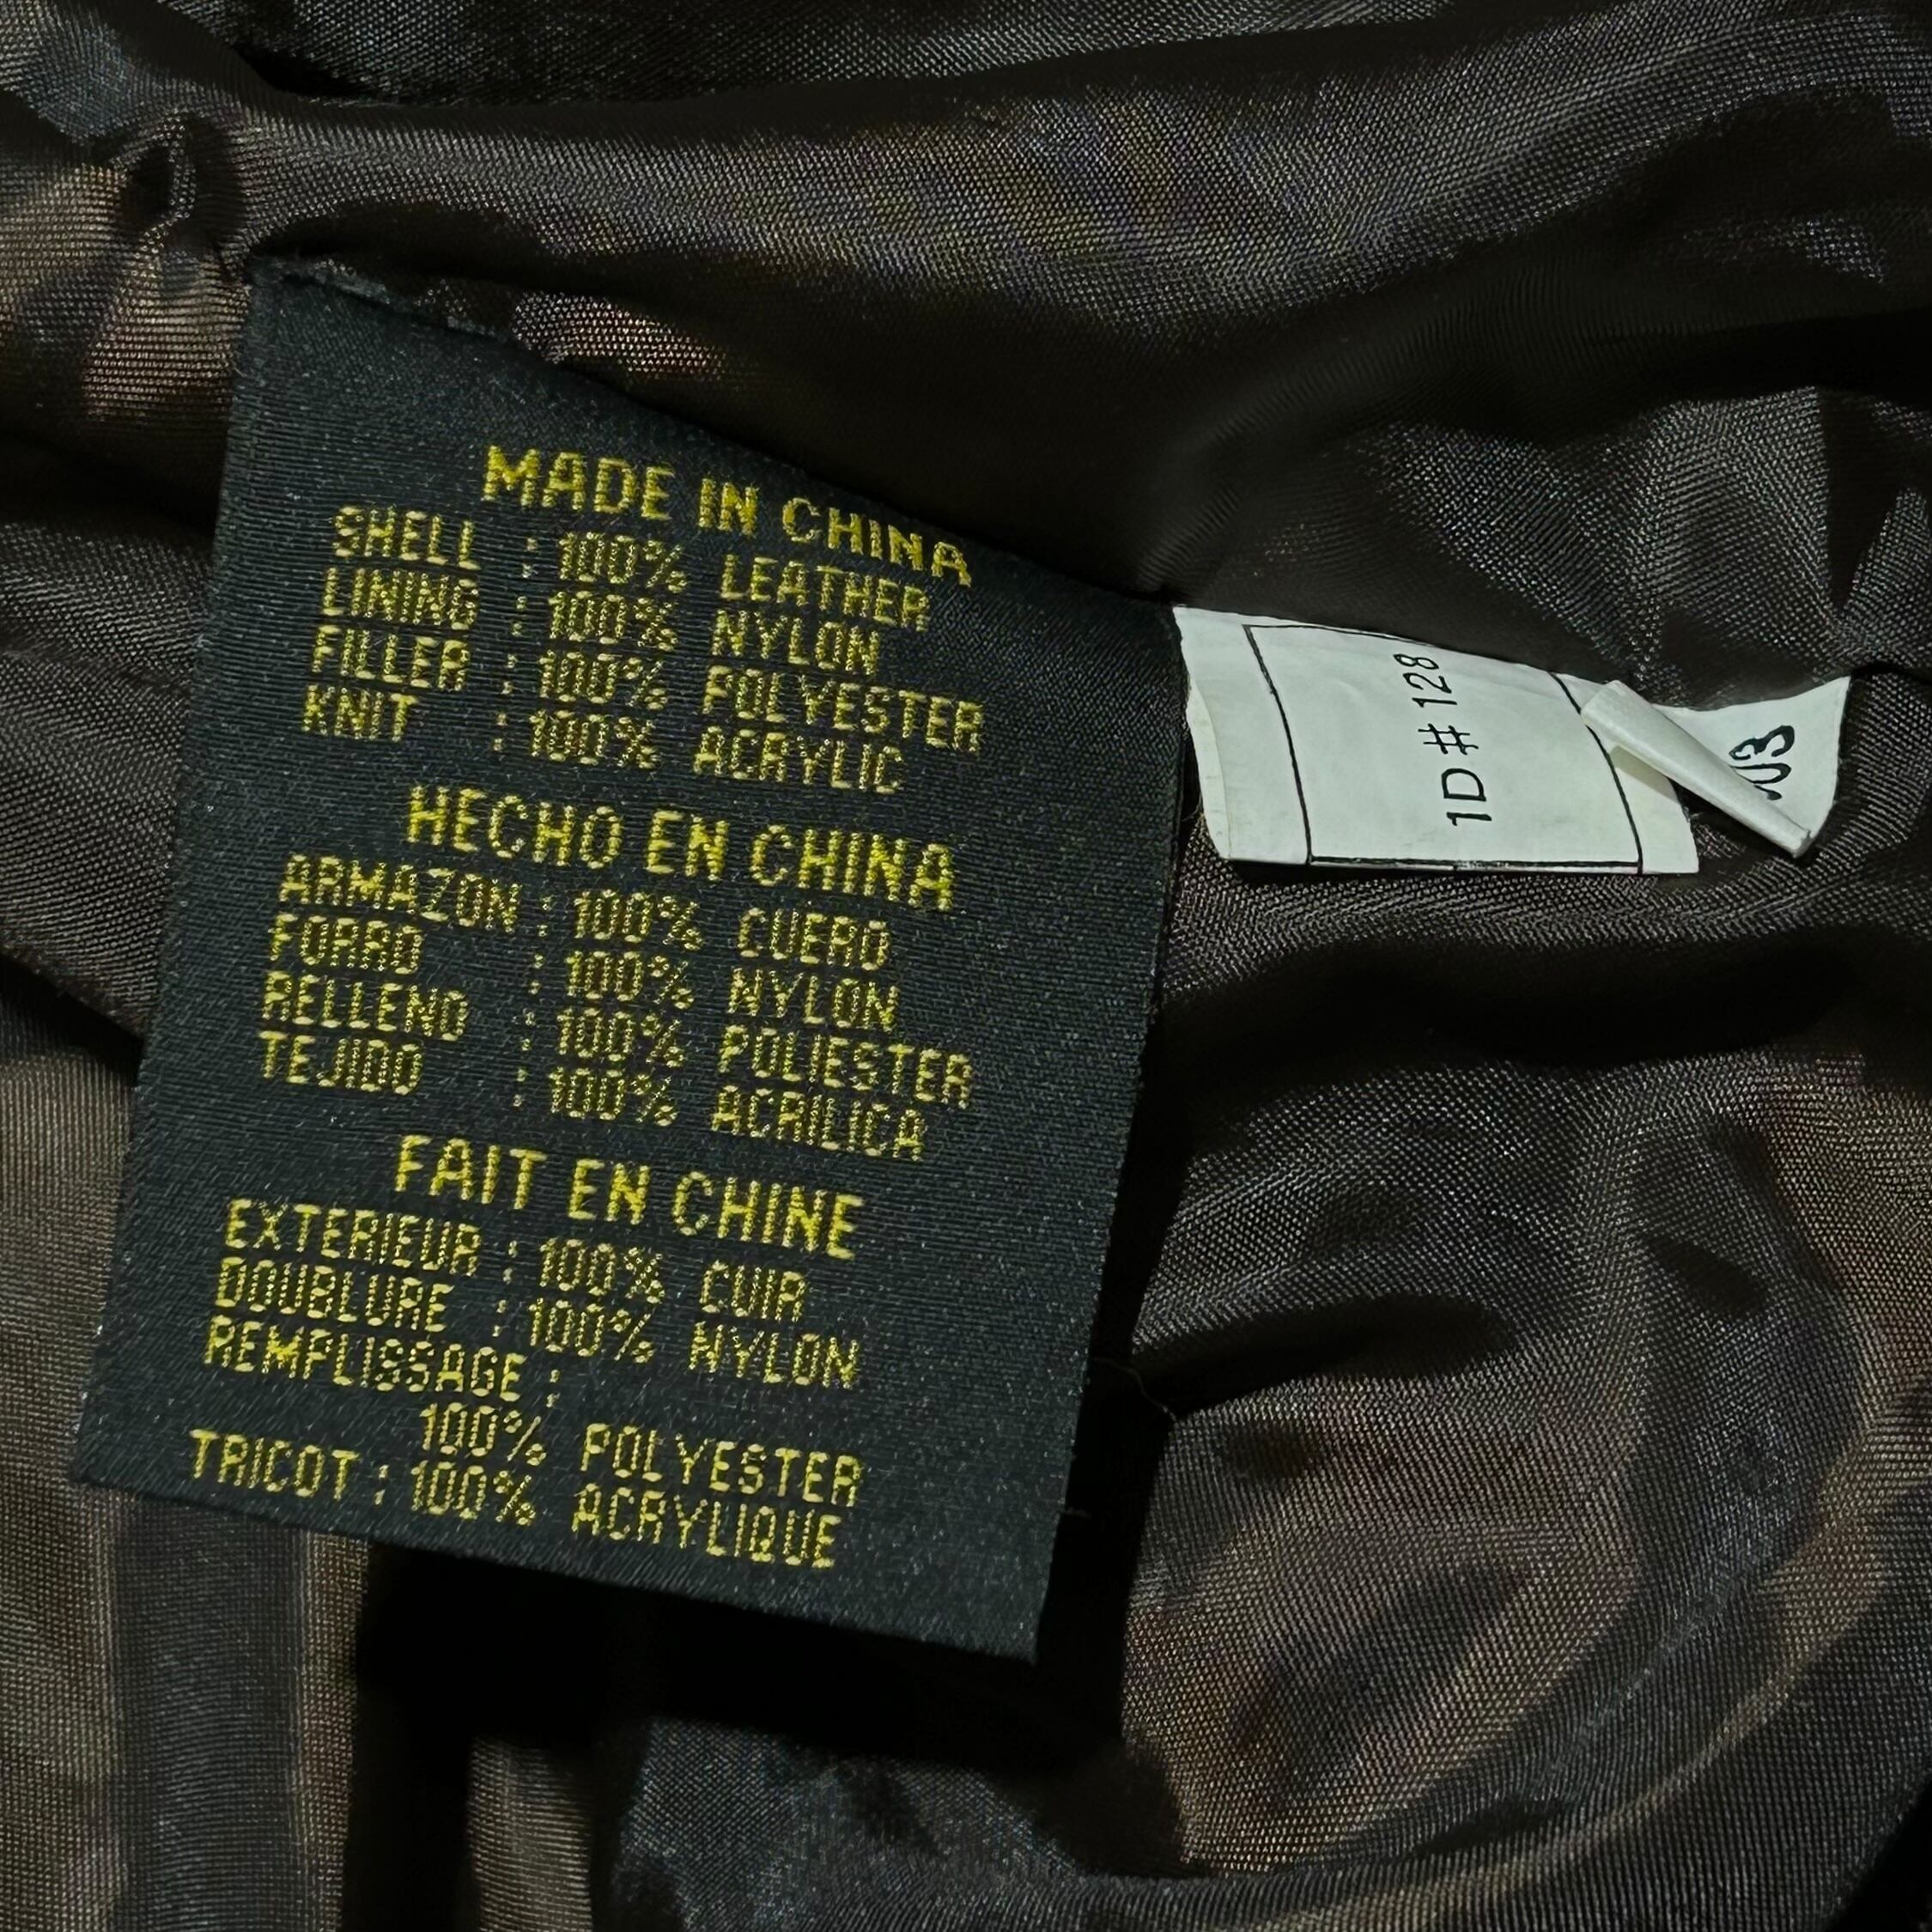 MADE IN CHINA
SHELL : 100% LEATHER
LINING : 100% NYLON
FILLER : 100% POLYESTER
KNIT : 100% ACRYLIC
HECHO EN CHINA
ARMAZON : 100% CUERO
FORRO : 100% NYLON
RELLENO : 100% POLIESTER
TEJIDO : 100% ACRILICA
FAIT EN CHINE
EXTERIEUR : 100% CUIR
DOUBLURE : 100% NYLON
REMPLISSAGE :
100% POLYESTER
TRICOT : 100% ACRYLIQUE
1D # 128